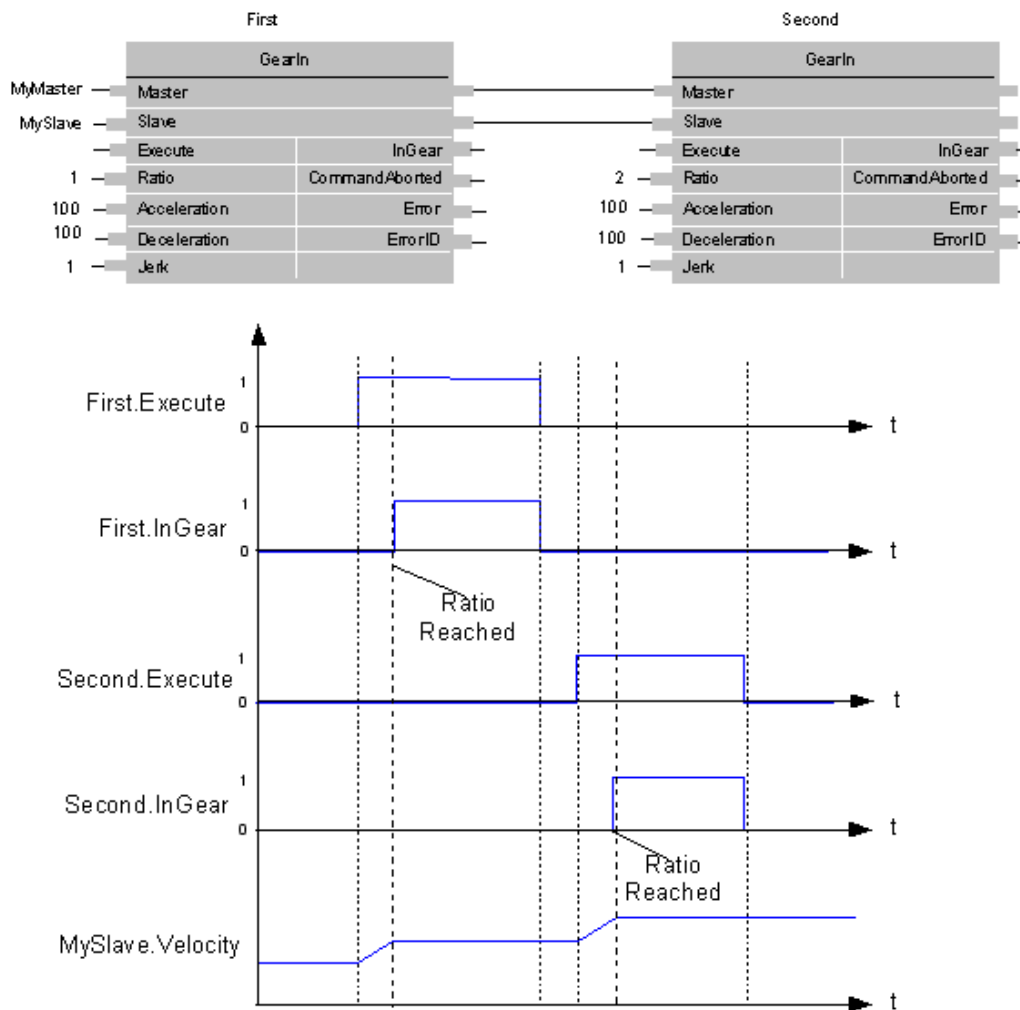 First
Second
GearIn
GearIn
MyMaster
Master
Master
MySlave
Slave
Slave
Execute
InGear
Execute
InGear
1
Ratio
CommandAborted
2
Ratio
CommandAborted
100
Acceleration
Error
100
Acceleration
Error
100
Deceleration
ErrorID
100
Deceleration
ErrorID
1
Jerk
1
Jerk
1
First.Execute
0
t
1
First.InGear
0
t
Ratio
Reached
1
Second.Execute
0
t
1
Second.InGear
0
t
Ratio
Reached
MySlave.Velocity
t